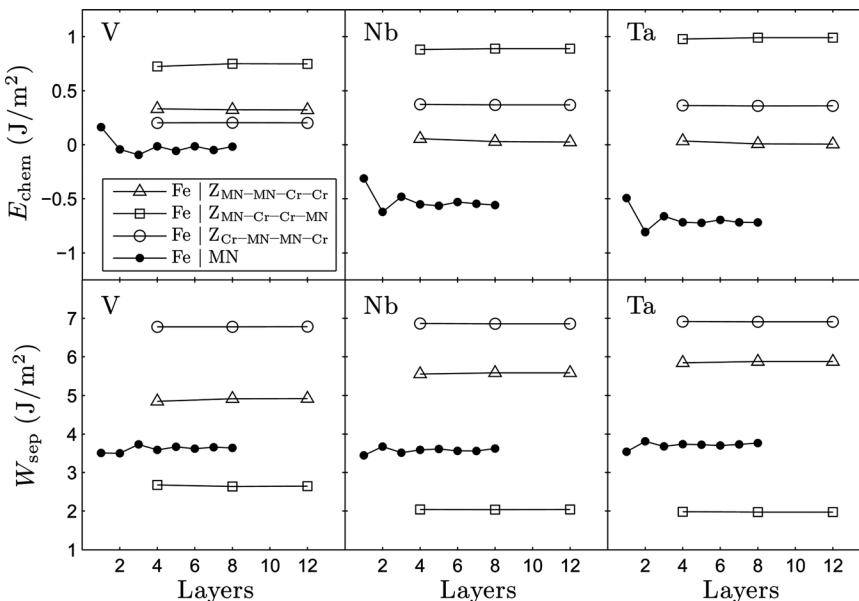 V
Nb
Ta
1
0.5
0
−0.5
−1
E_chem (J/m²)
Fe | Z_MN−MN−Cr−Cr
Fe | Z_MN−Cr−Cr−MN
Fe | Z_Cr−MN−MN−Cr
Fe | MN
V
Nb
Ta
7
6
5
4
3
2
1
W_sep (J/m²)
2 4 6 8 10 12
2 4 6 8 10 12
2 4 6 8 10 12
Layers
Layers
Layers